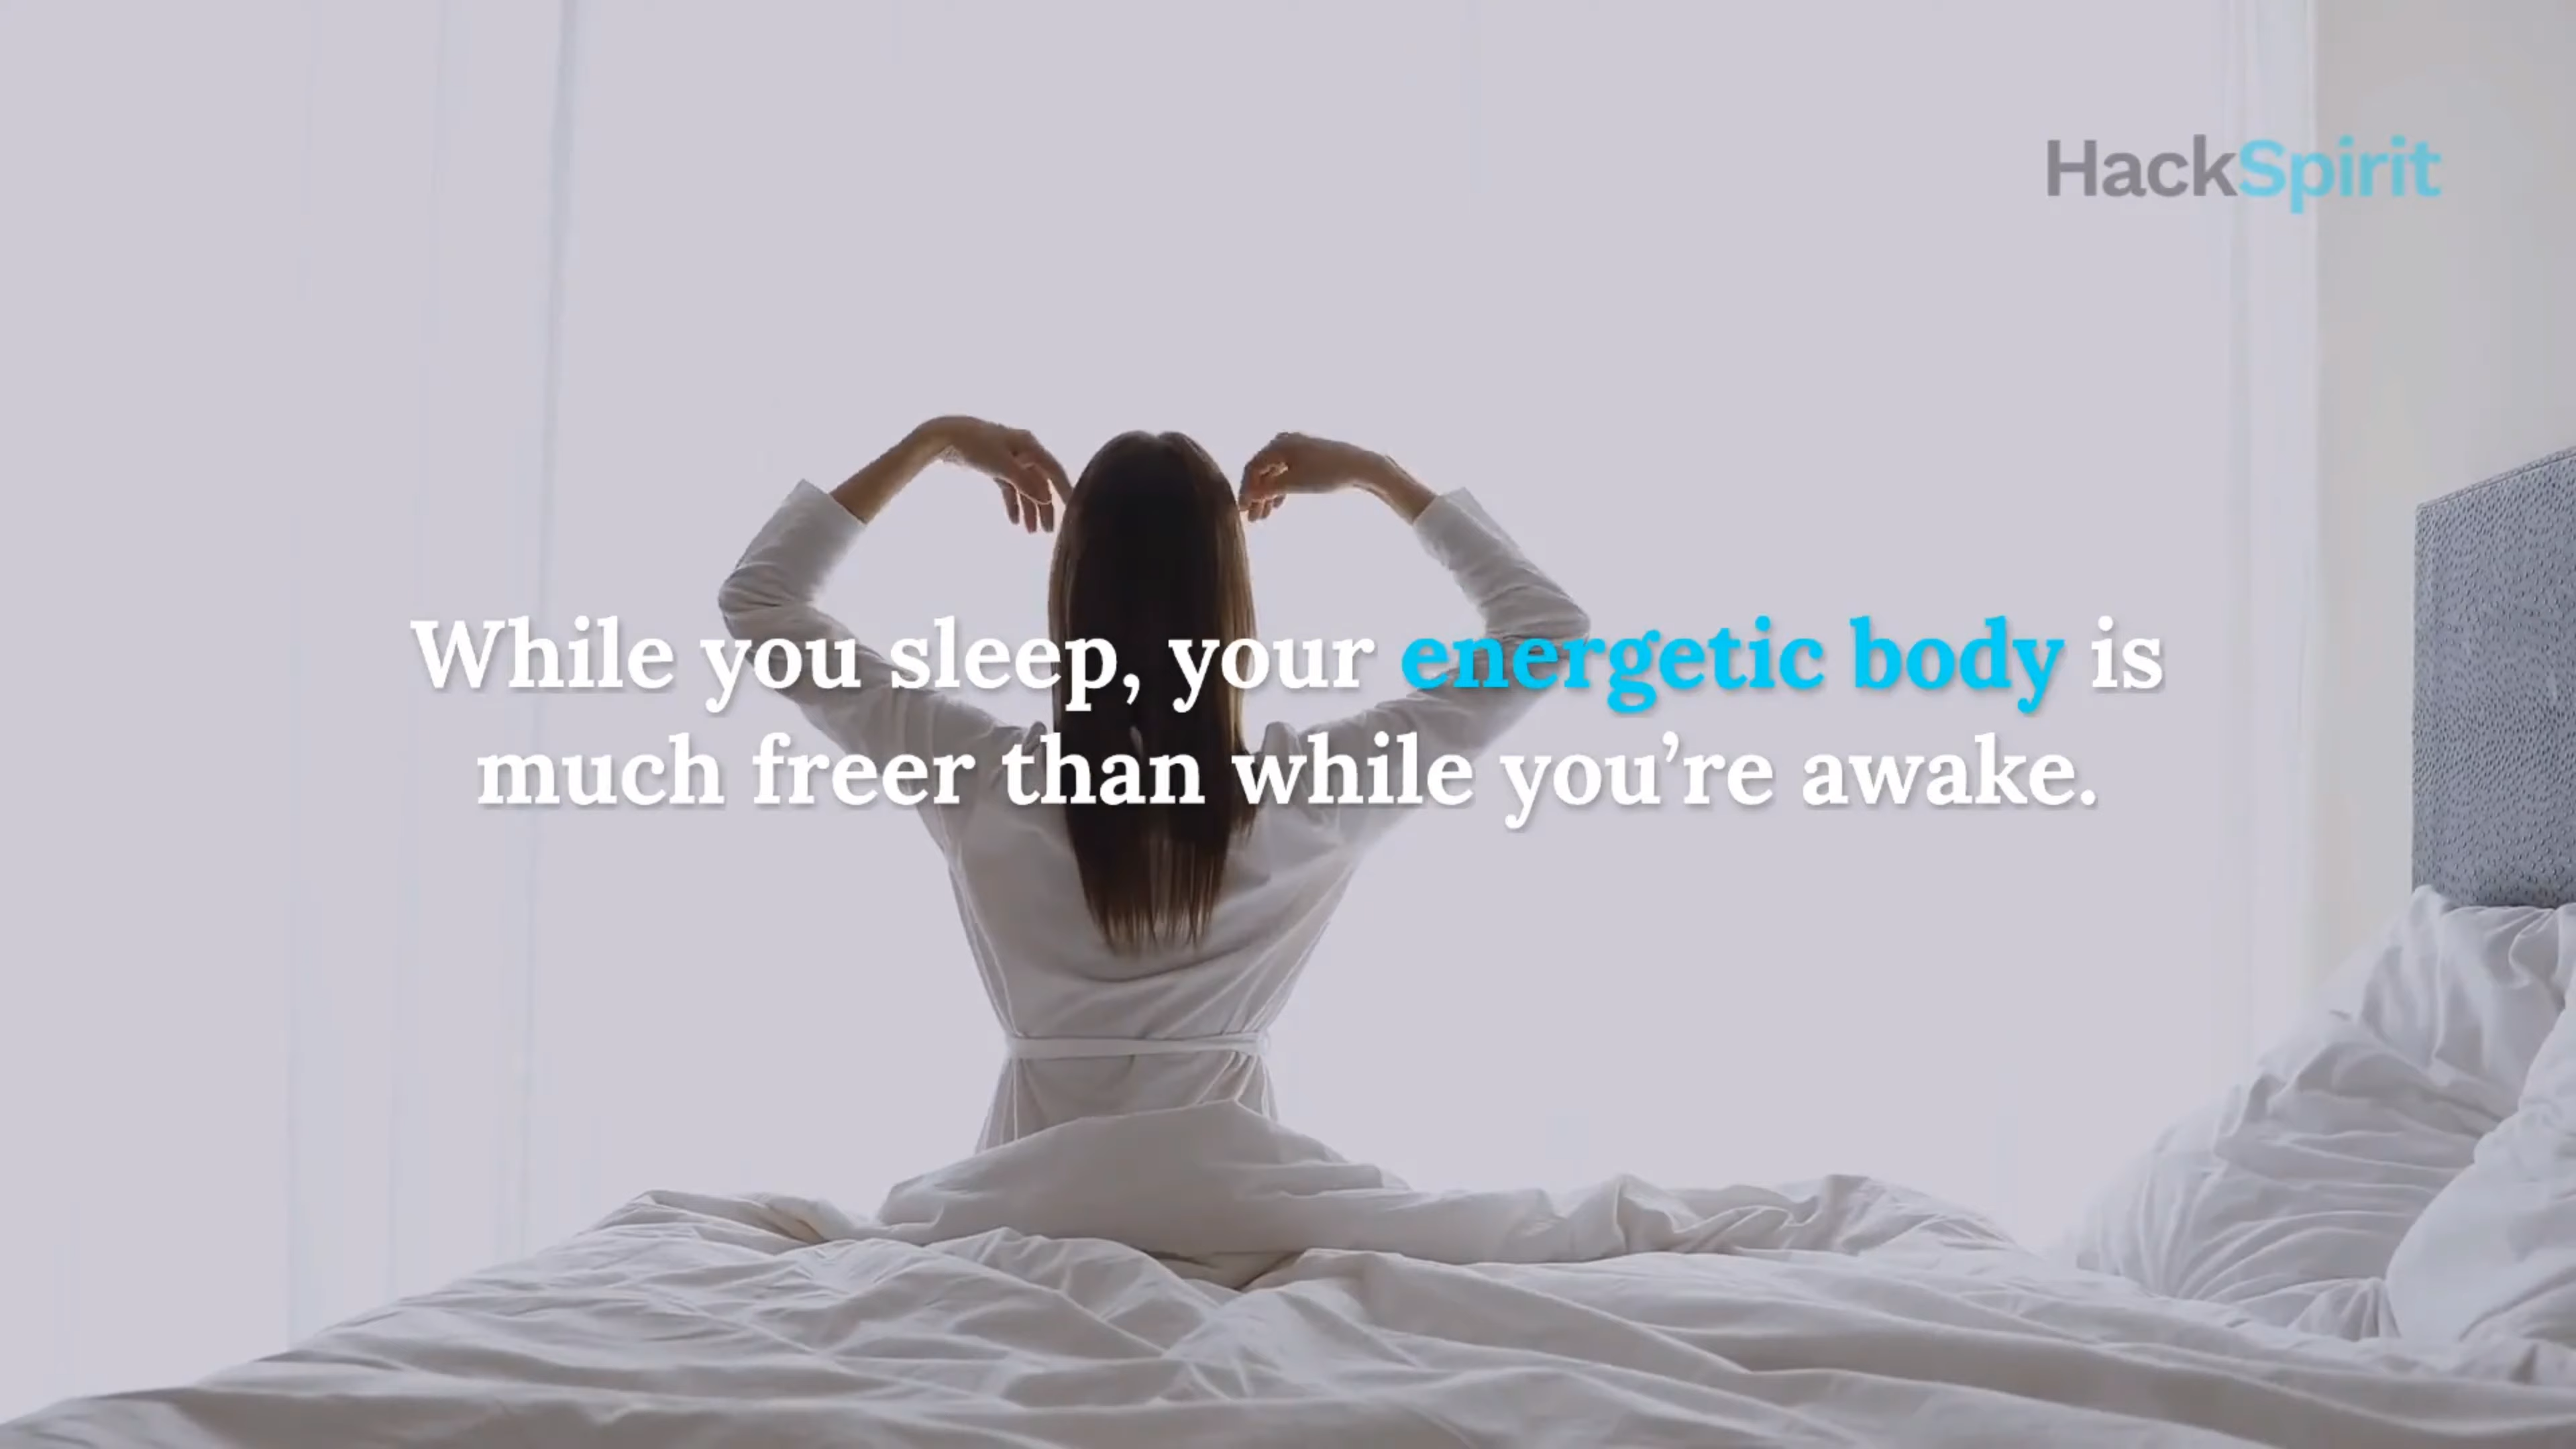 HackSpirit
While you sleep, your energetic body is
much freer than while you’re awake.